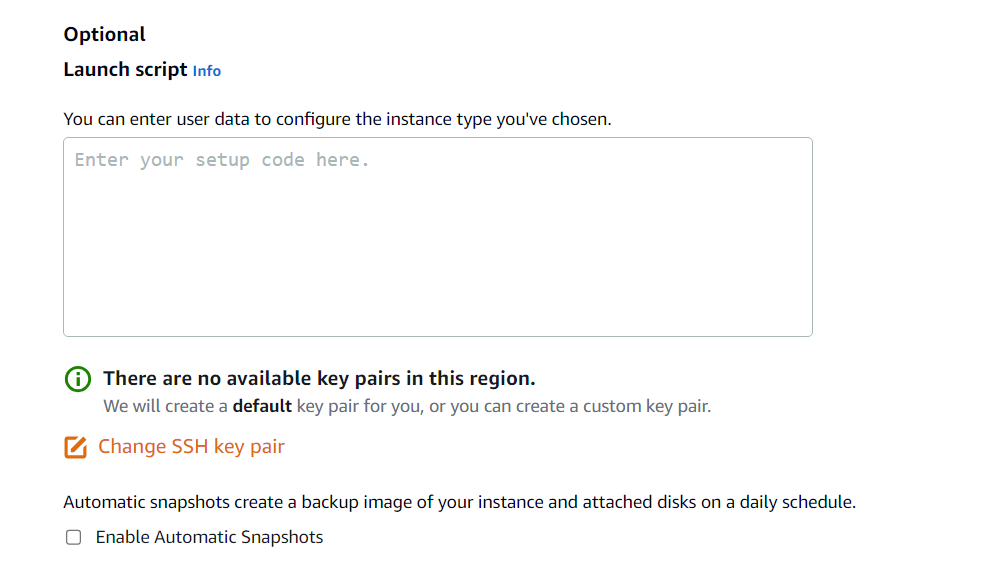 Optional
Launch script Info
You can enter user data to configure the instance type you've chosen.
Enter your setup code here.
There are no available key pairs in this region.
We will create a default key pair for you, or you can create a custom key pair.
Change SSH key pair
Automatic snapshots create a backup image of your instance and attached disks on a daily schedule.
Enable Automatic Snapshots